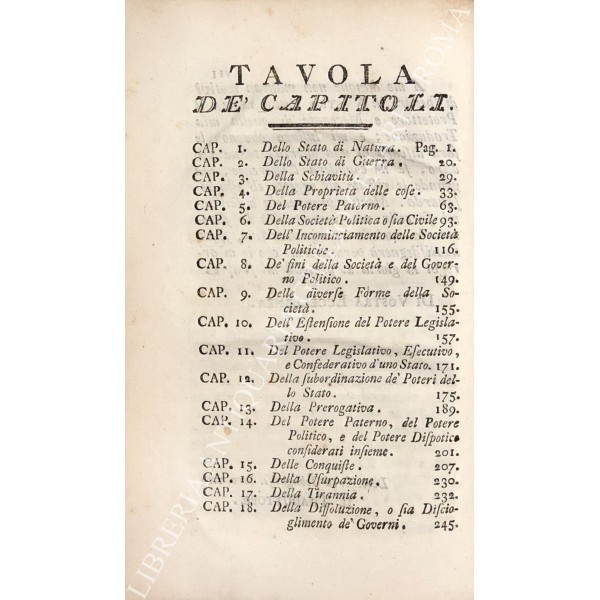 TAVOLA
DE' CAPITOLI.
CAP. 1. Dello Stato di Natura. Pag. 1.
CAP. 2. Dello Stato di Guerra. 20.
CAP. 3. Della Schiavitù. 29.
CAP. 4. Della Proprietà delle cose. 33.
CAP. 5. Del Potere Paterno. 63.
CAP. 6. Della Società Politica o sia Civile 93.
CAP. 7. Dell' Incominciamento delle Società
Politiche. 116.
CAP. 8. De' fini della Società e del Gover-
no Politico. 149.
CAP. 9. Delle diverse Forme della So-
cietà. 155.
CAP. 10. Dell' Estensione del Potere Legisla-
tivo. 157.
CAP. 11. Del Potere Legislativo, Esecutivo,
e Confederativo d'uno Stato. 171.
CAP. 12. Della subordinazione de' Poteri del-
lo Stato. 175.
CAP. 13. Della Prerogativa. 189.
CAP. 14. Del Potere Paterno, del Potere
Politico, e del Potere Dispotico
considerati insieme. 201.
CAP. 15. Delle Conquiste. 207.
CAP. 16. Della Usurpazione. 230.
CAP. 17. Della Tirannia. 232.
CAP. 18. Della Dissoluzione, o sia Discio-
glimento de' Governi. 245.